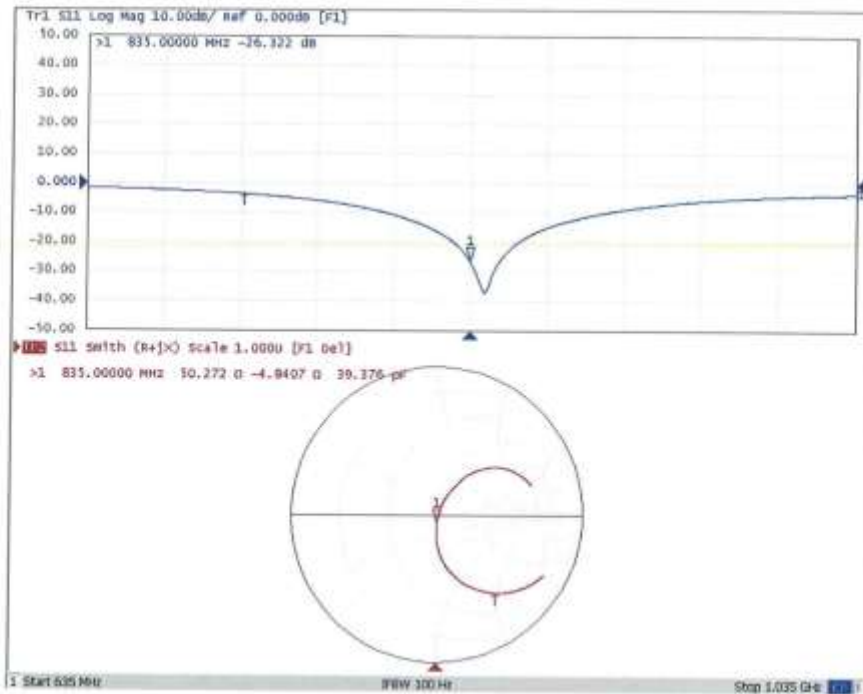 Tr1 S11 Log Mag 10.00dB/ Ref 0.000dB [F1]
50.00
>1 835.00000 MHz -26.322 dB
40.00
30.00
20.00
10.00
0.000
-10.00
-20.00
1
-30.00
-40.00
-50.00
S11 Smith (R+jX) Scale 1.000U [F1 Del]
>1 835.00000 MHz 50.272 Ω -4.8407 Ω 39.376 pF
1
1 Start 635 MHz IFBW 100 Hz Stop 1.035 GHz